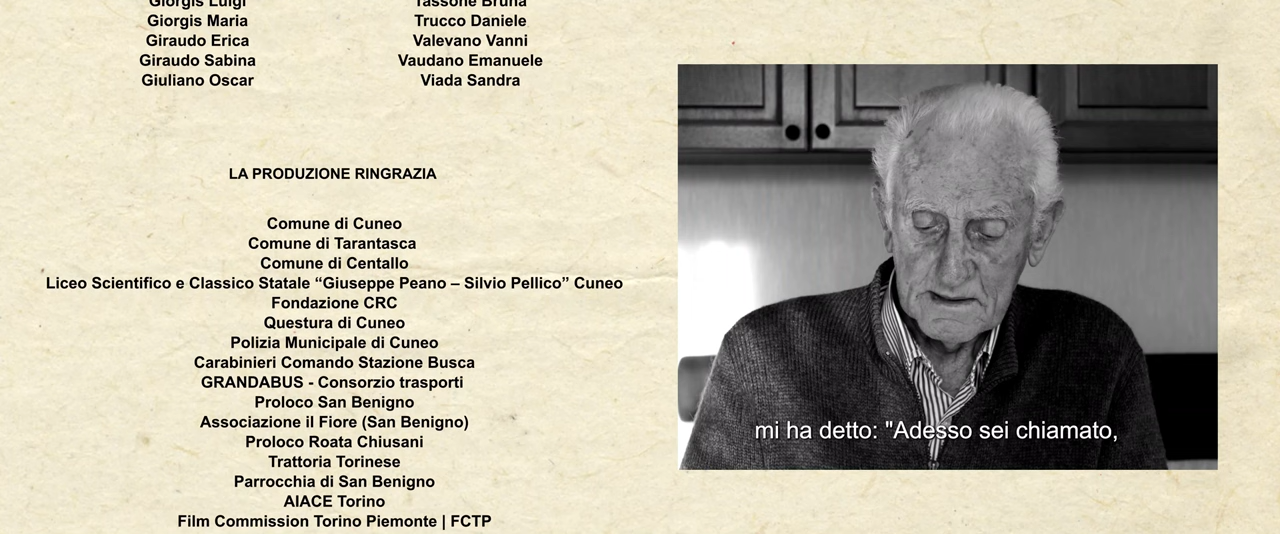 Giorgis Luigi
Giorgis Maria
Giraudo Erica
Giraudo Sabina
Giuliano Oscar
Tassone Bruna
Trucco Daniele
Valevano Vanni
Vaudano Emanuele
Viada Sandra
LA PRODUZIONE RINGRAZIA
Comune di Cuneo
Comune di Tarantasca
Comune di Centallo
Liceo Scientifico e Classico Statale “Giuseppe Peano – Silvio Pellico” Cuneo
Fondazione CRC
Questura di Cuneo
Polizia Municipale di Cuneo
Carabinieri Comando Stazione Busca
GRANDABUS - Consorzio trasporti
Proloco San Benigno
Associazione il Fiore (San Benigno)
Proloco Roata Chiusani
Trattoria Torinese
Parrocchia di San Benigno
AIACE Torino
Film Commission Torino Piemonte | FCTP
mi ha detto: "Adesso sei chiamato,